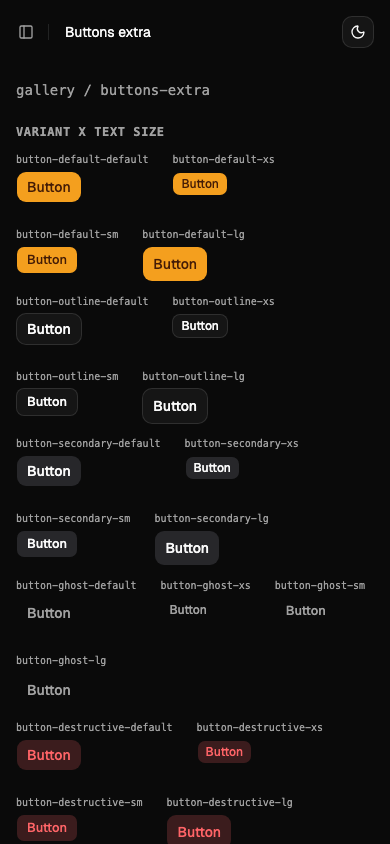 Buttons extra
gallery / buttons-extra
VARIANT X TEXT SIZE
button-default-default button-default-xs
Button Button
button-default-sm button-default-lg
Button Button
button-outline-default button-outline-xs
Button Button
button-outline-sm button-outline-lg
Button Button
button-secondary-default button-secondary-xs
Button Button
button-secondary-sm button-secondary-lg
Button Button
button-ghost-default button-ghost-xs button-ghost-sm
Button Button Button
button-ghost-lg
Button
button-destructive-default button-destructive-xs
Button Button
button-destructive-sm button-destructive-lg
Button Button